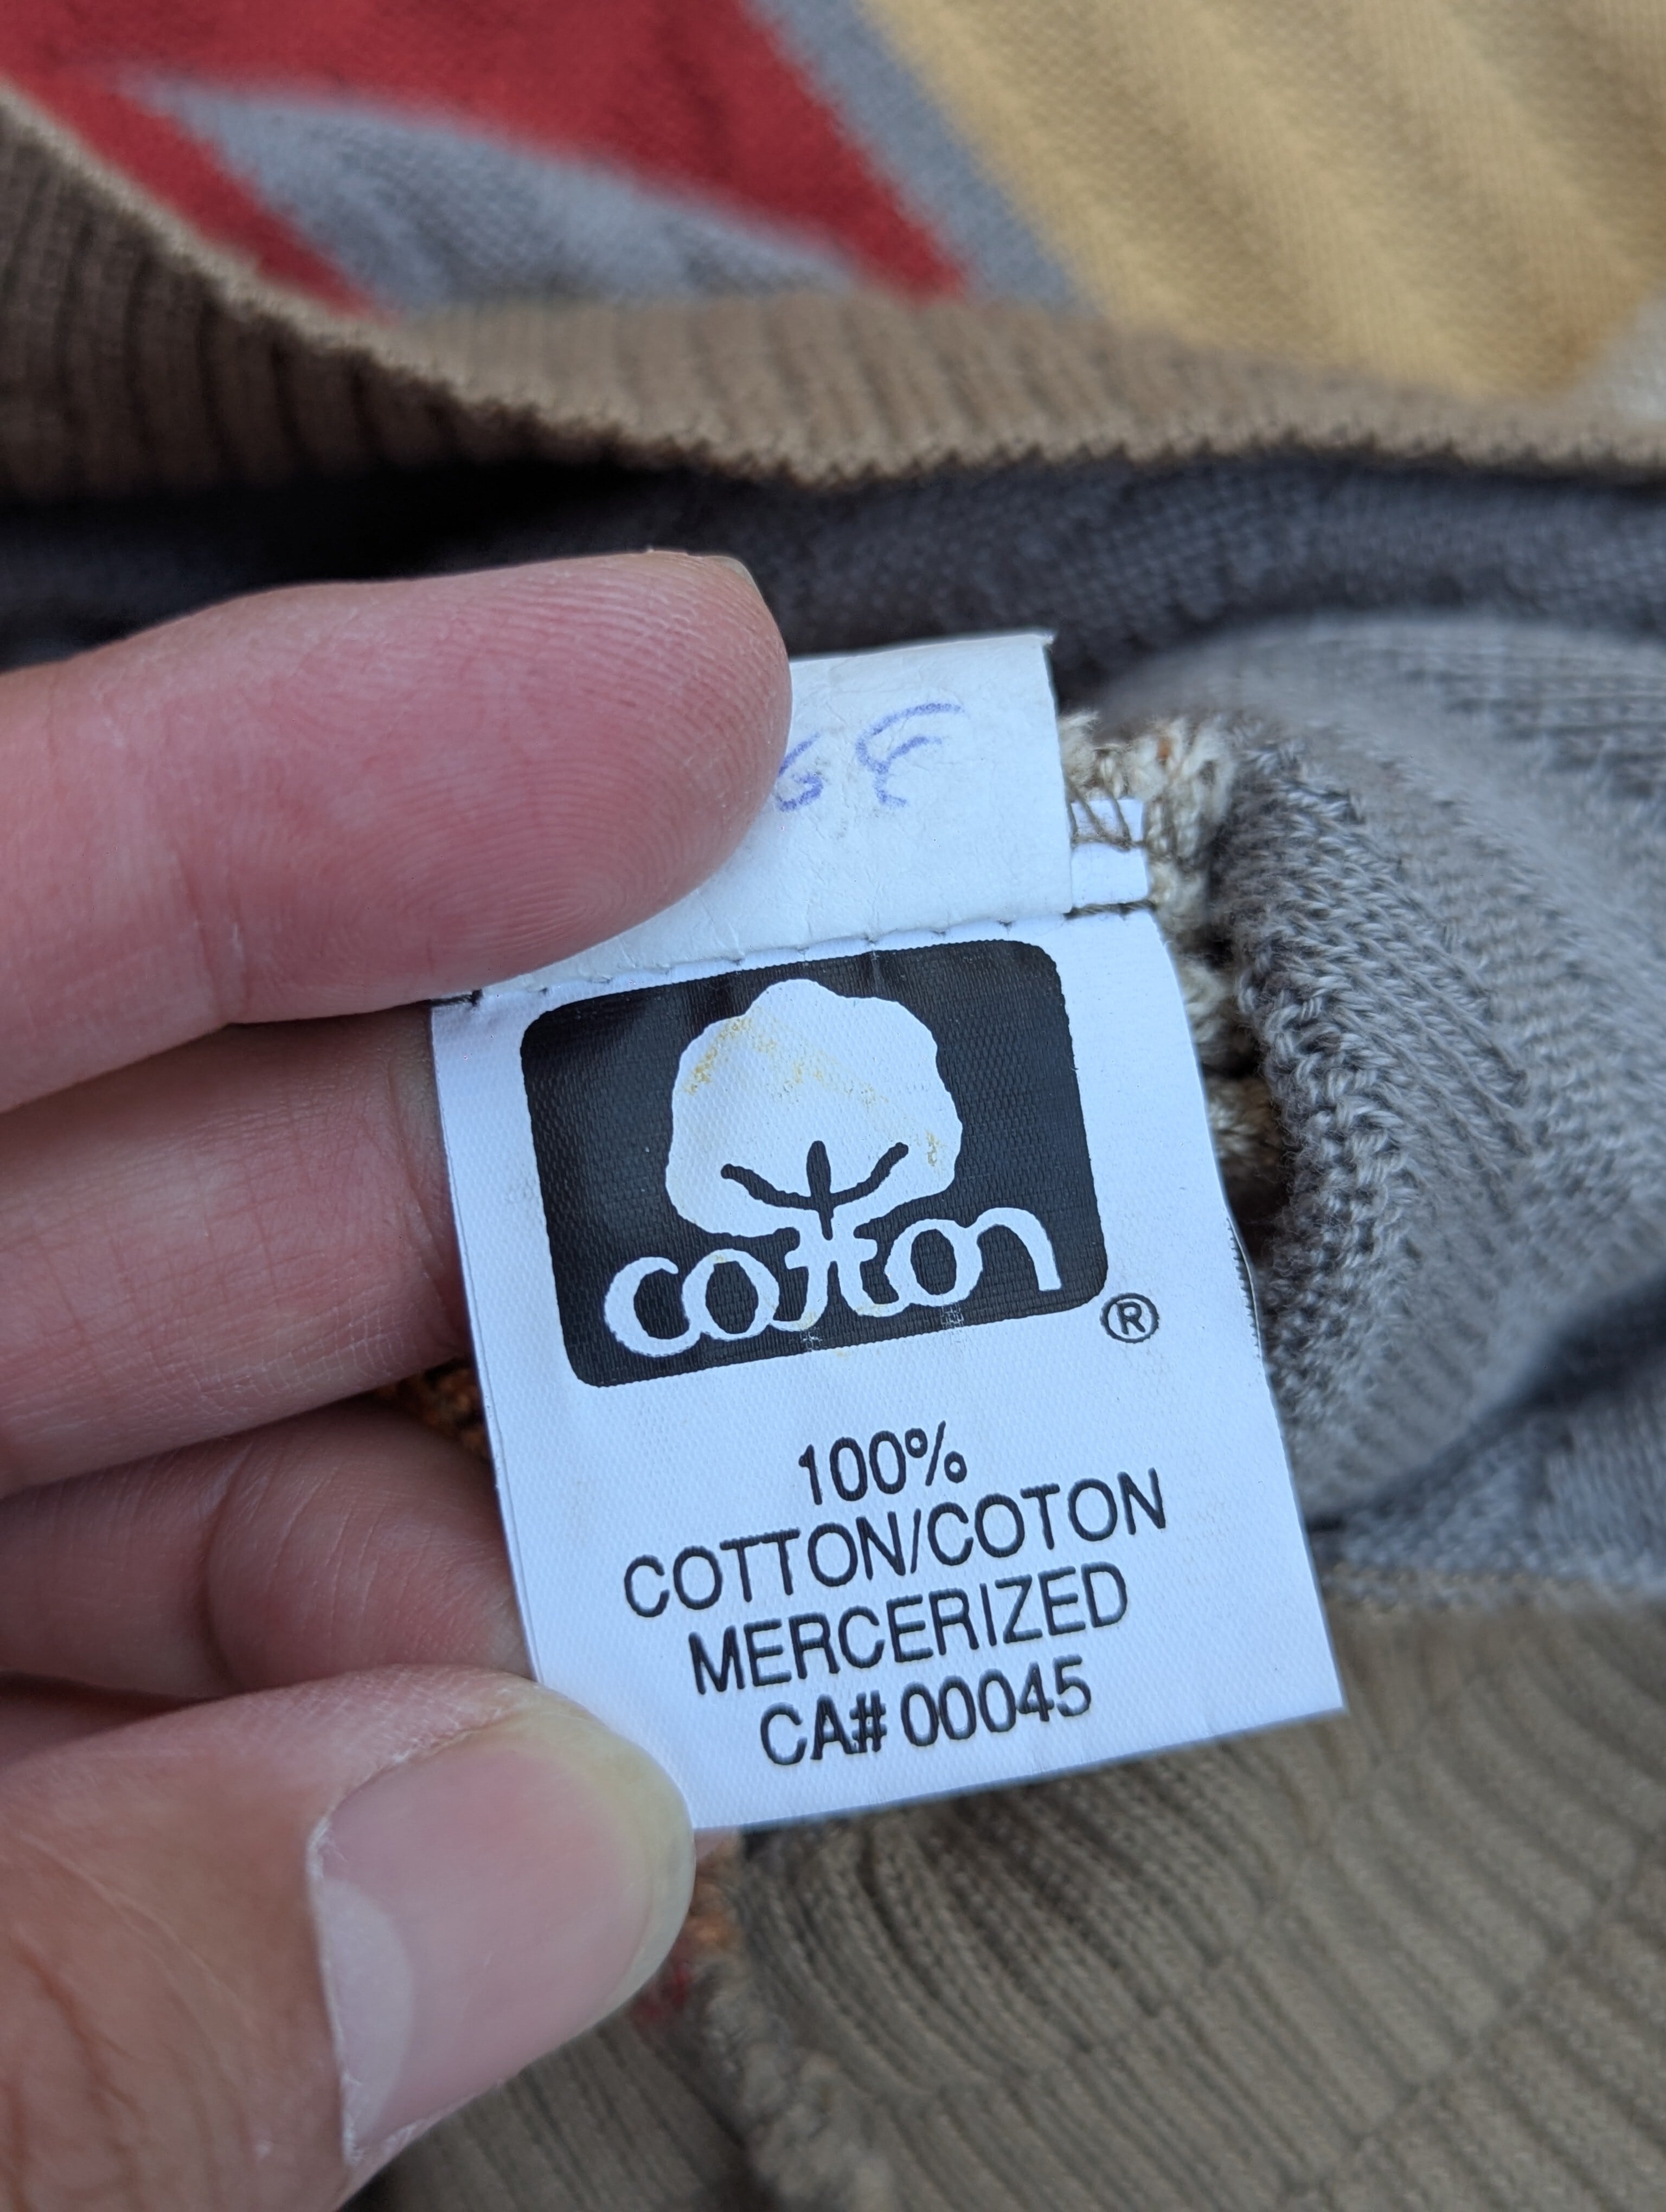 cotton
®
100%
COTTON/COTON
MERCERIZED
CA# 00045